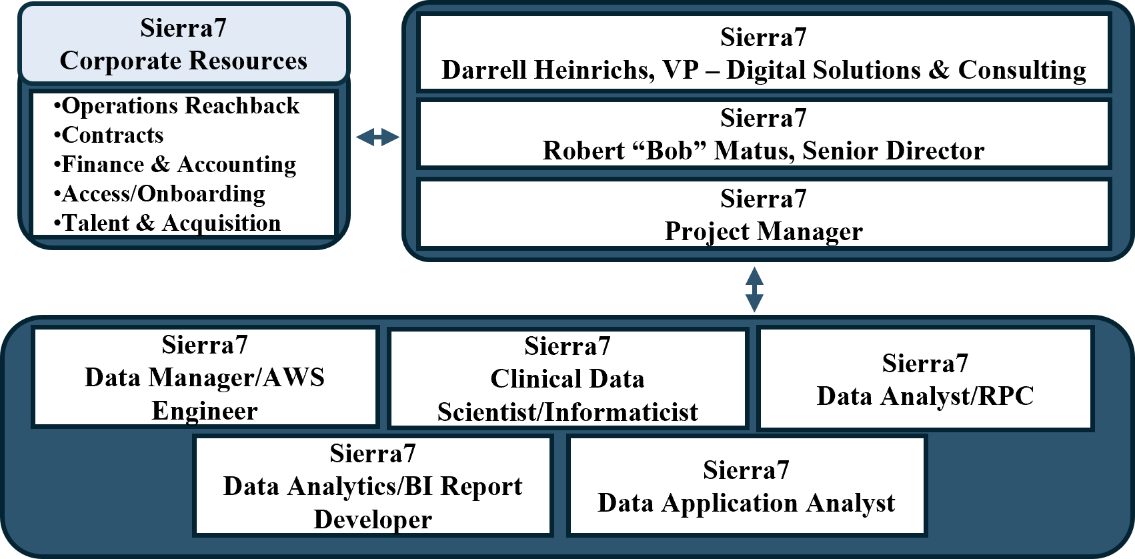 Sierra7
Corporate Resources
•Operations Reachback
•Contracts
•Finance & Accounting
•Access/Onboarding
•Talent & Acquisition
Sierra7
Darrell Heinrichs, VP – Digital Solutions & Consulting
Sierra7
Robert “Bob” Matus, Senior Director
Sierra7
Project Manager
Sierra7
Data Manager/AWS
Engineer
Sierra7
Clinical Data
Scientist/Informaticist
Sierra7
Data Analyst/RPC
Sierra7
Data Analytics/BI Report
Developer
Sierra7
Data Application Analyst